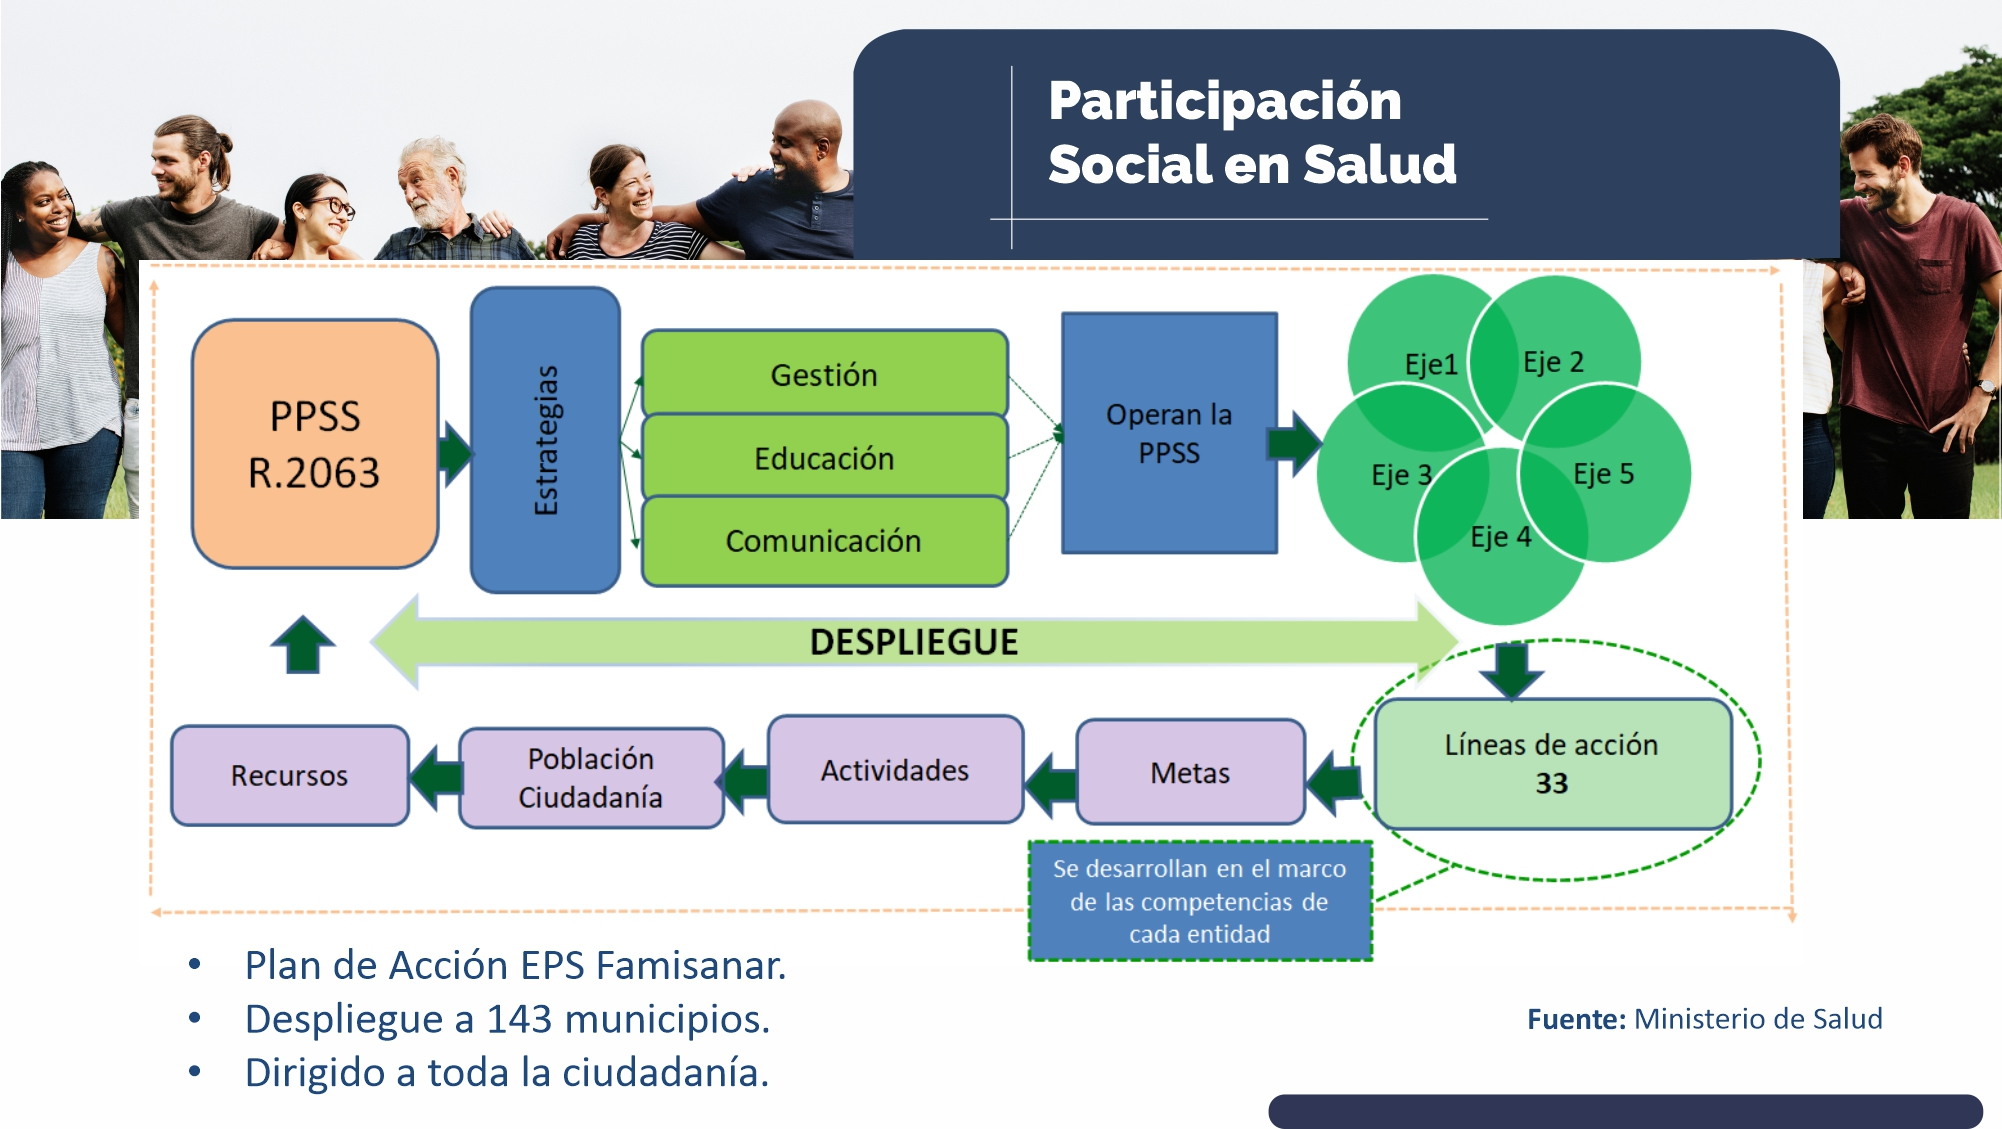 Participación
Social en Salud
PPSS
R.2063
Estrategias
Gestión
Educación
Comunicación
Operan la
PPSS
Eje1
Eje 2
Eje 3
Eje 5
Eje 4
DESPLIEGUE
Recursos
Población
Ciudadanía
Actividades
Metas
Líneas de acción
33
Se desarrollan en el marco
de las competencias de
cada entidad
• Plan de Acción EPS Famisanar.
• Despliegue a 143 municipios.
• Dirigido a toda la ciudadanía.
Fuente: Ministerio de Salud